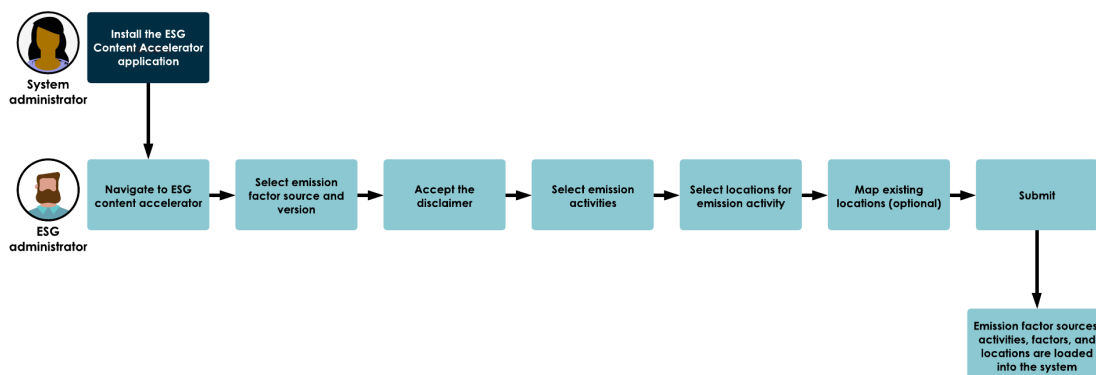 Install the ESG
Content Accelerator
application
System
administrator
Navigate to ESG
content accelerator
Select emission
factor source and
version
Accept the
disclaimer
Select emission
activities
Select locations for
emission activity
Map existing
locations (optional)
Submit
ESG
administrator
Emission factor sources,
activities, factors, and
locations are loaded
into the system